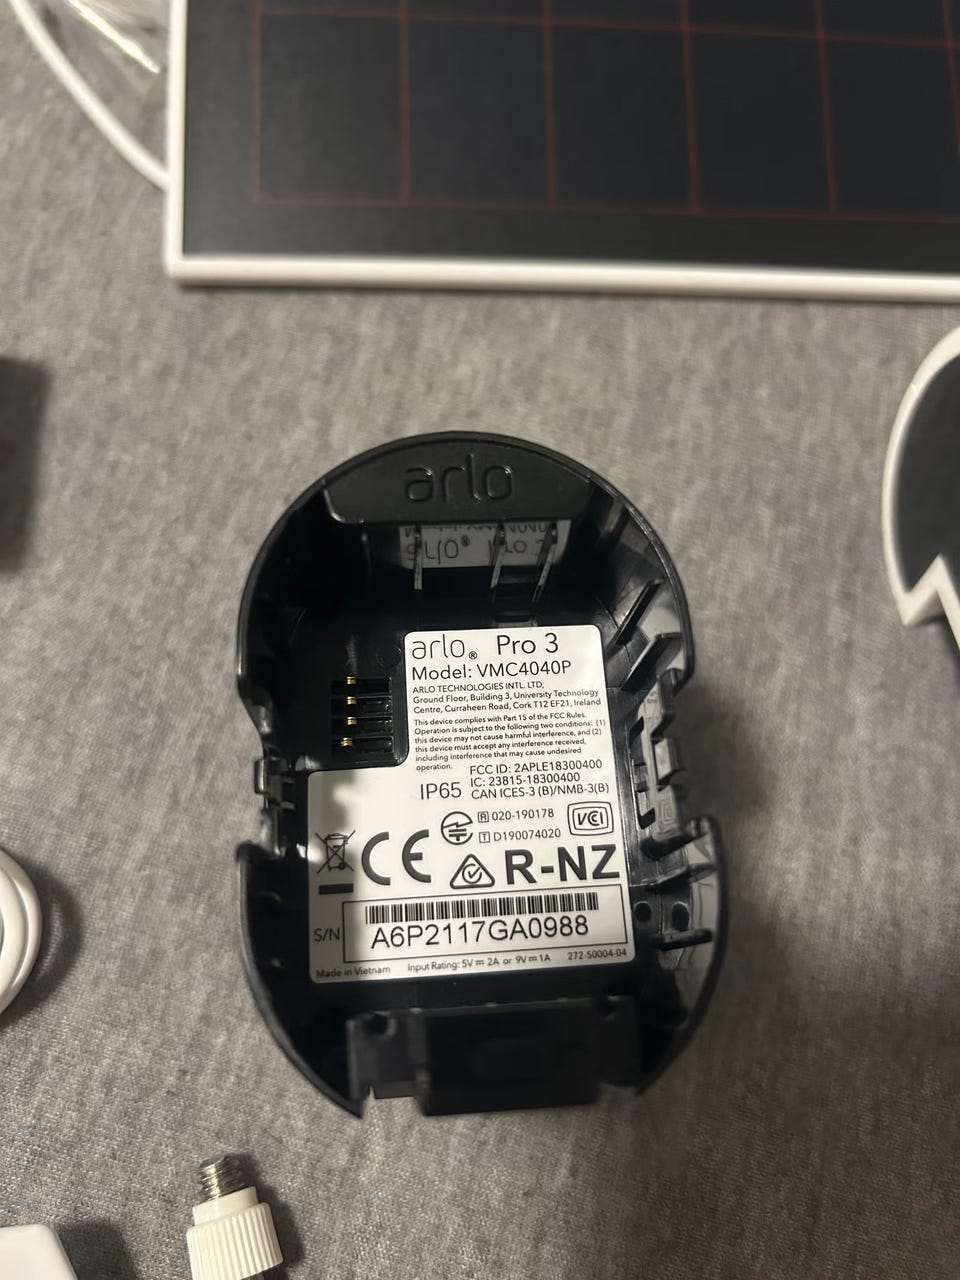 arlo
arlo® Pro 3
Model: VMC4040P
ARLO TECHNOLOGIES INTL. LTD,
Ground Floor, Building 3, University Technology
Centre, Curraheen Road, Cork T12 EF21, Ireland
This device complies with Part 15 of the FCC Rules.
Operation is subject to the following two conditions: (1)
this device may not cause harmful interference, and (2)
this device must accept any interference received,
including interference that may cause undesired
operation.
FCC ID: 2APLE18300400
IC: 23815-18300400
IP65 CAN ICES-3 (B)/NMB-3(B)
R 020-190178
T D190074020
VCCI
CE
R-NZ
S/N A6P2117GA0988
Made in Vietnam Input Rating: 5V ⎓ 2A or 9V ⎓ 1A 272-50004-04